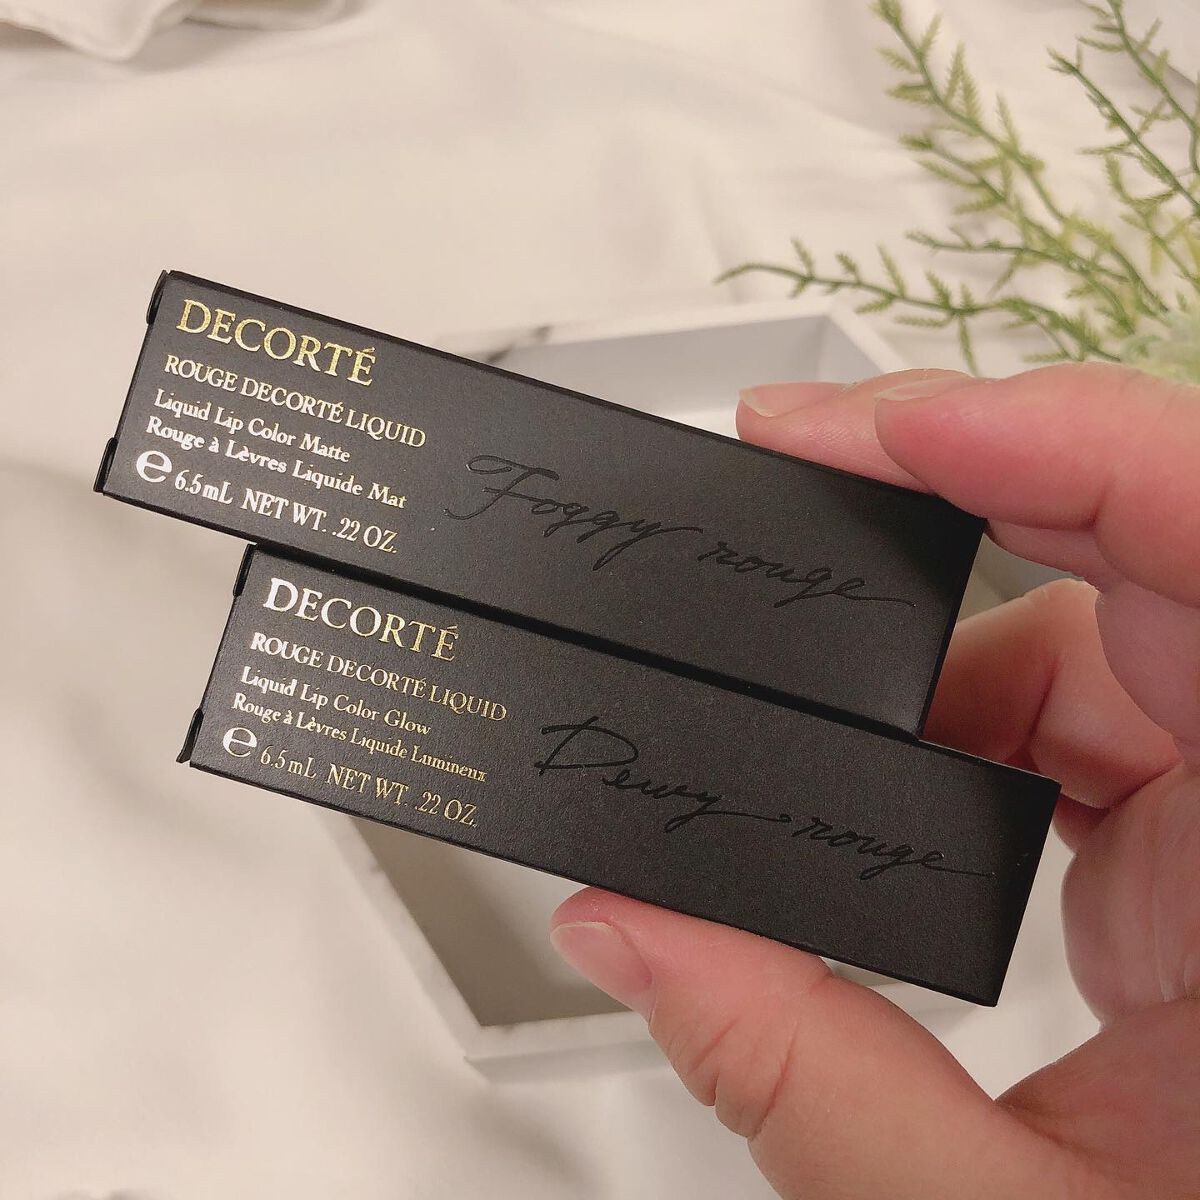 DECORTÉ
ROUGE DECORTÉ LIQUID
Liquid Lip Color Matte
Rouge à Lèvres Liquide Mat
℮ 6.5mL NET WT. .22 OZ.
Foggy rouge
DECORTÉ
ROUGE DECORTÉ LIQUID
Liquid Lip Color Glow
Rouge à Lèvres Liquide Lumineux
℮ 6.5mL NET WT. .22 OZ.
Dewy rouge